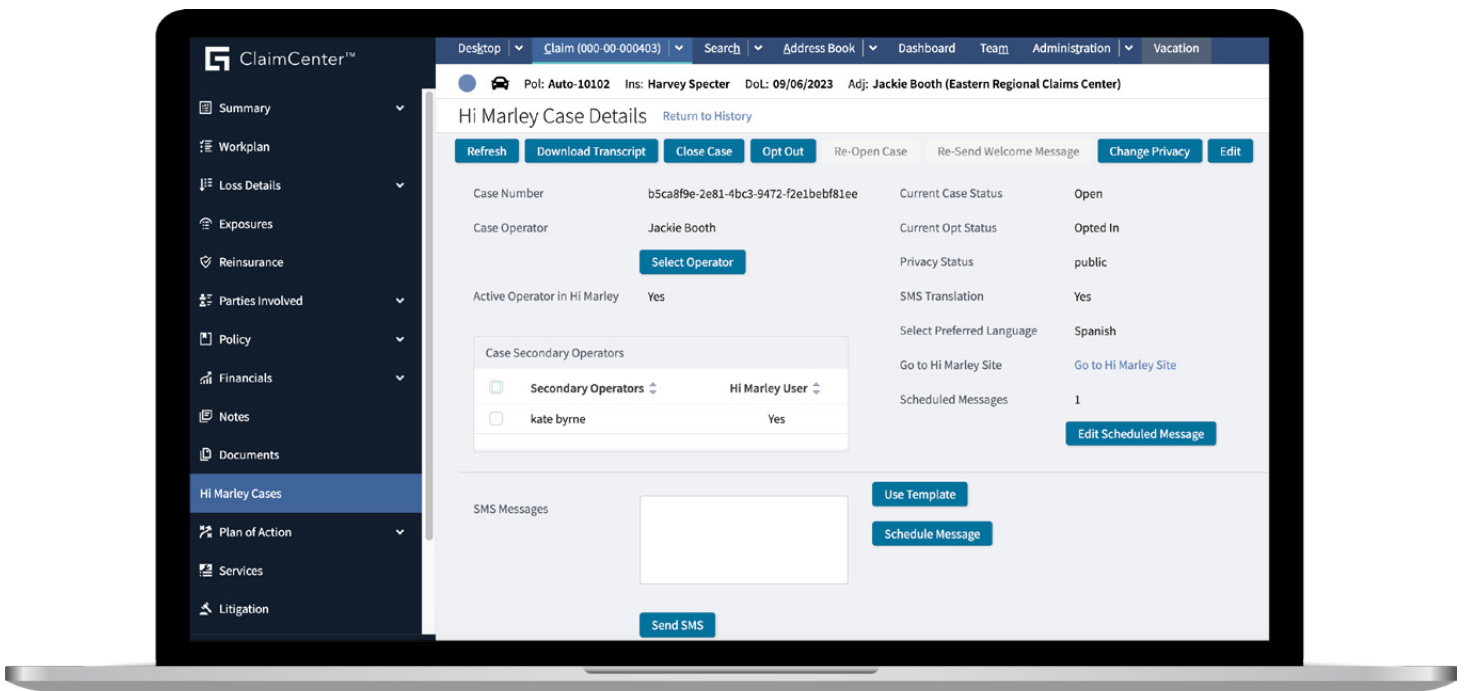 ClaimCenter™
Desktop Claim (000-00-000403) Search Address Book Dashboard Team Administration Vacation
Pol: Auto-10102 Ins: Harvey Specter DoL: 09/06/2023 Adj: Jackie Booth (Eastern Regional Claims Center)
Summary
Workplan
Loss Details
Exposures
Reinsurance
Parties Involved
Policy
Financials
Notes
Documents
Hi Marley Cases
Plan of Action
Services
Litigation
Hi Marley Case Details Return to History
Refresh Download Transcript Close Case Opt Out Re-Open Case Re-Send Welcome Message Change Privacy Edit
Case Number b5ca8f9e-2e81-4bc3-9472-f2e1bebf81ee
Case Operator Jackie Booth
Select Operator
Active Operator in Hi Marley Yes
Case Secondary Operators
Secondary Operators Hi Marley User
kate byrne Yes
Current Case Status Open
Current Opt Status Opted In
Privacy Status public
SMS Translation Yes
Select Preferred Language Spanish
Go to Hi Marley Site Go to Hi Marley Site
Scheduled Messages 1
Edit Scheduled Message
SMS Messages
Use Template
Schedule Message
Send SMS